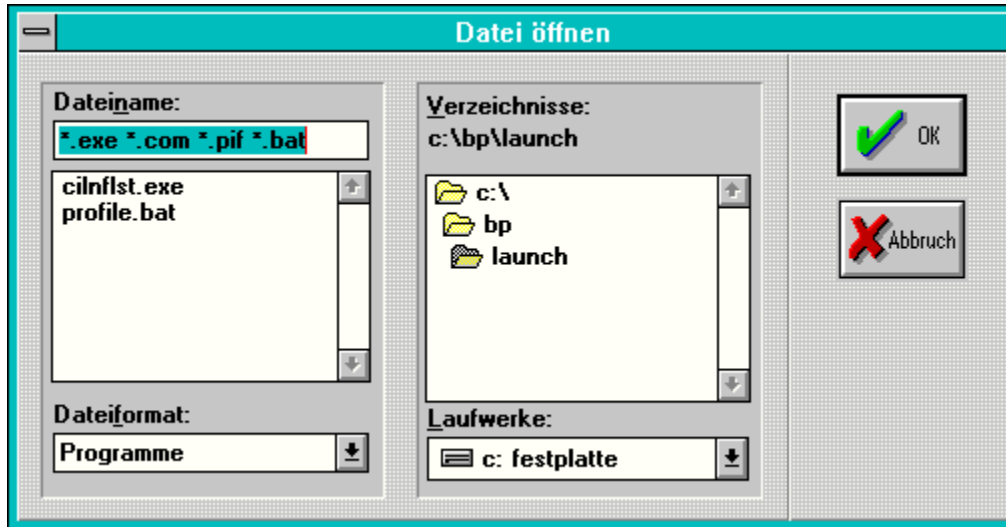 Datei öffnen
Dateiname:
*.exe *.com *.pif *.bat
cilnflst.exe
profile.bat
Dateiformat:
Programme
Verzeichnisse:
c:\bp\launch
c:\
bp
launch
Laufwerke:
c: festplatte
OK
Abbruch